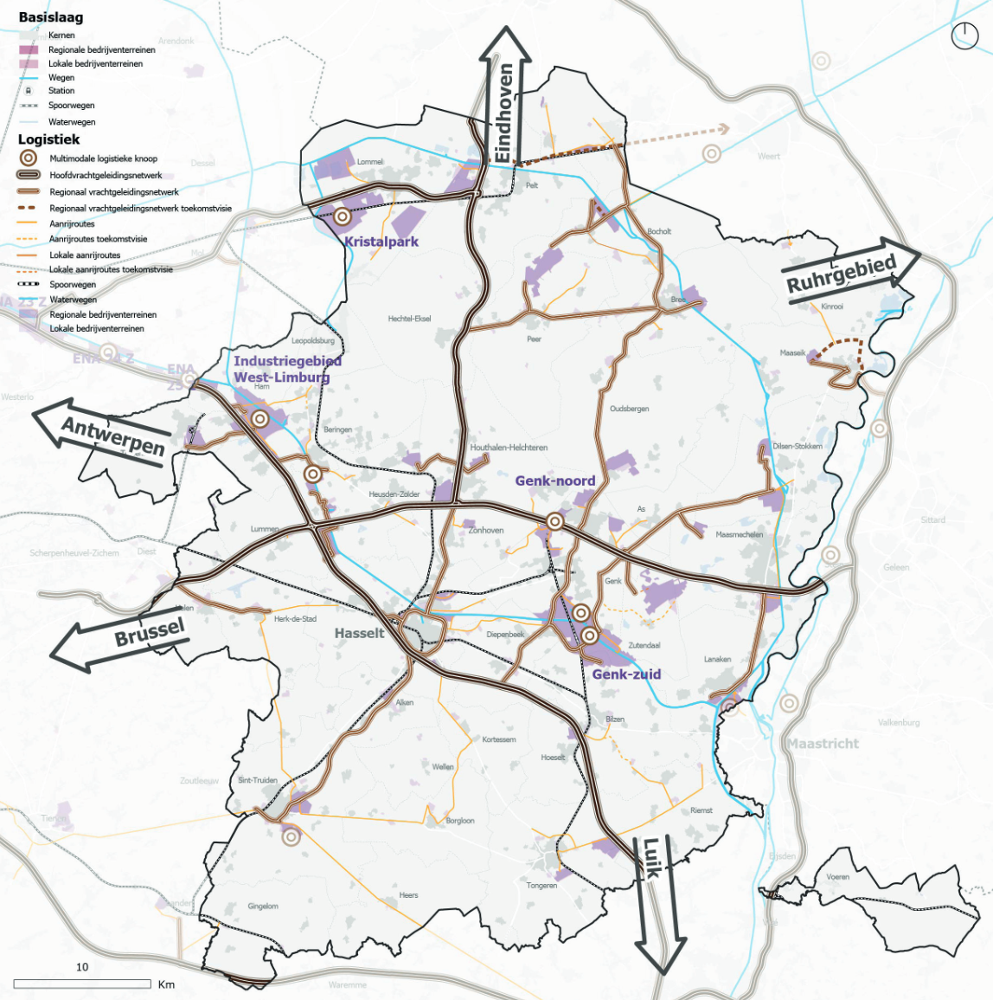 Basislaag
Kernen
Regionale bedrijventerreinen
Lokale bedrijventerreinen
Wegen
Station
Spoorwegen
Waterwegen
Logistiek
Multimodale logistieke knoop
Hoofdvrachtgeleidingsnetwerk
Regionaal vrachtgeleidingsnetwerk
Regionaal vrachtgeleidingsnetwerk toekomstvisie
Aanrijroutes
Aanrijroutes toekomstvisie
Lokale aanrijroutes
Lokale aanrijroutes toekomstvisie
Spoorwegen
Waterwegen
Regionale bedrijventerreinen
Lokale bedrijventerreinen
Arendonk
Eindhoven
Weert
Dessel
Lommel
Pelt
Kristalpark
Bocholt
Mol
Ruhrgebied
Kinrooi
Bree
Hechtel-Eksel
Peer
Leopoldsburg
Maaseik
ENA 24 Z
ENA
Industriegebied
West-Limburg
Ham
Westerlo
Oudsbergen
Antwerpen
Beringen
Houthalen-Helchteren
Dilsen-Stokkem
Genk-noord
Heusden-Zolder
As
Sittard
Lummen
Zonhoven
Maasmechelen
Scherpenheuvel-Zichem
Diest
Geleen
Genk
Herk-de-Stad
Brussel
Hasselt
Diepenbeek
Zutendaal
Lanaken
Genk-zuid
Alken
Bilzen
Valkenburg
Maastricht
Kortessem
Hoeselt
Wellen
Zoutleeuw
Sint-Truiden
Riemst
Tienen
Borgloon
Luik
Eijsden
Voeren
Tongeren
Heers
Gingelom
10
Km
Waremme